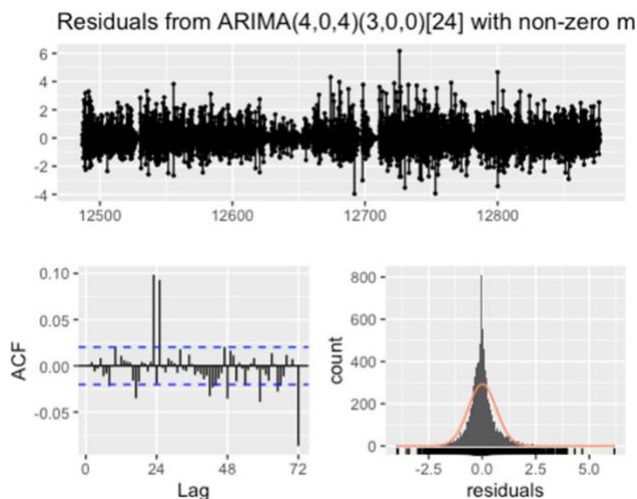 Residuals from ARIMA(4,0,4)(3,0,0)[24] with non-zero m
6
4
2
0
-2
-4
12500 12600 12700 12800
0.10
0.05
0.00
-0.05
ACF
0 24 48 72
Lag
800
600
400
200
0
count
-2.5 0.0 2.5 5.0
residuals